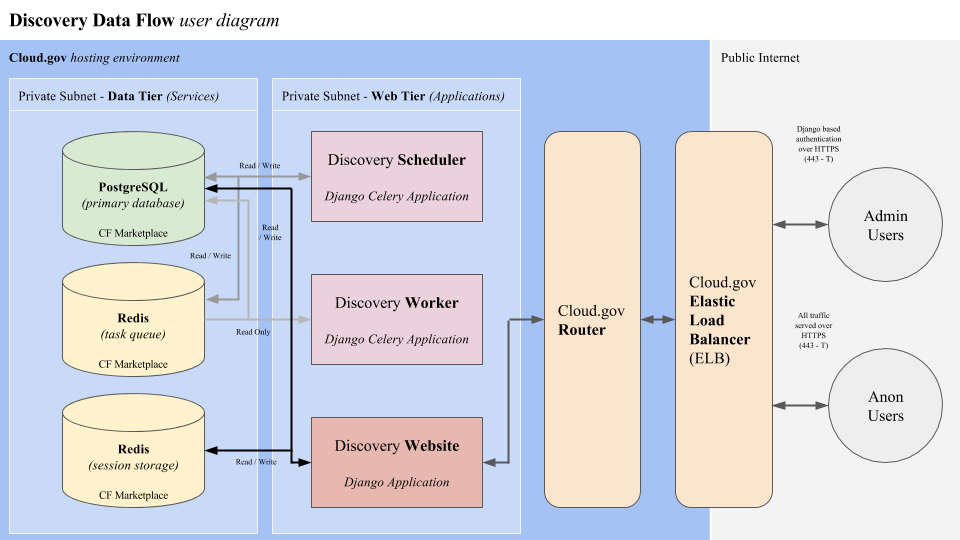 Discovery Data Flow user diagram
Cloud.gov hosting environment
Public Internet
Private Subnet - Data Tier (Services)
Private Subnet - Web Tier (Applications)
PostgreSQL
(primary database)
CF Marketplace
Redis
(task queue)
CF Marketplace
Redis
(session storage)
CF Marketplace
Read / Write
Read
/ Write
Read / Write
Read Only
Read / Write
Discovery Scheduler
Django Celery Application
Discovery Worker
Django Celery Application
Discovery Website
Django Application
Cloud.gov
Router
Cloud.gov
Elastic
Load
Balancer
(ELB)
Django based
authentication
over HTTPS
(443 - T)
Admin
Users
All traffic
served over
HTTPS
(443 - T)
Anon
Users